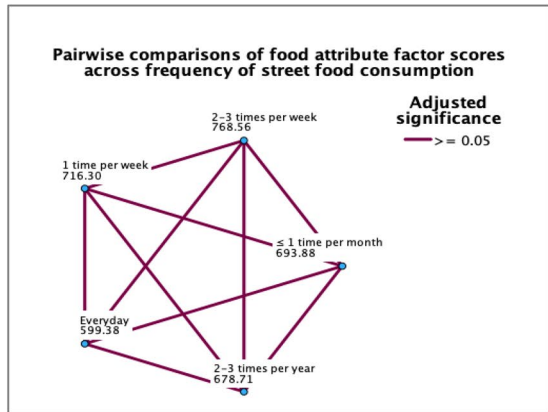 Pairwise comparisons of food attribute factor scores
across frequency of street food consumption
Adjusted
significance
>= 0.05
2-3 times per week
768.56
1 time per week
716.30
≤ 1 time per month
693.88
Everyday
599.38
2-3 times per year
678.71